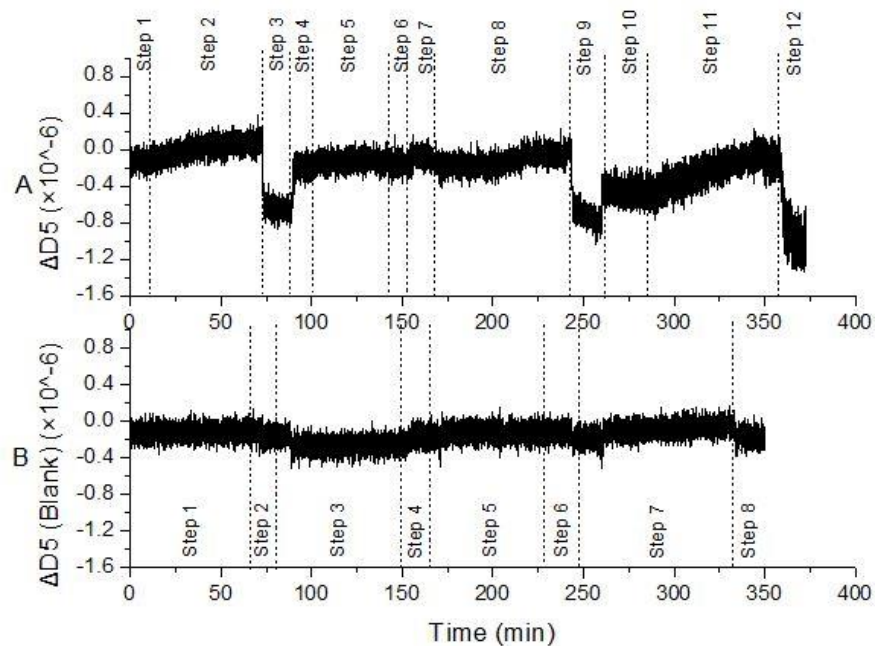 Step 1
Step 2
Step 3
Step 4
Step 5
Step 6
Step 7
Step 8
Step 9
Step 10
Step 11
Step 12
0.8
0.4
0.0
-0.4
-0.8
-1.2
-1.6
A
ΔD5 (×10^-6)
0 50 100 150 200 250 300 350 400
0.8
0.4
0.0
-0.4
-0.8
-1.2
-1.6
B
ΔD5 (Blank) (×10^-6)
Step 1
Step 2
Step 3
Step 4
Step 5
Step 6
Step 7
Step 8
0 50 100 150 200 250 300 350 400
Time (min)